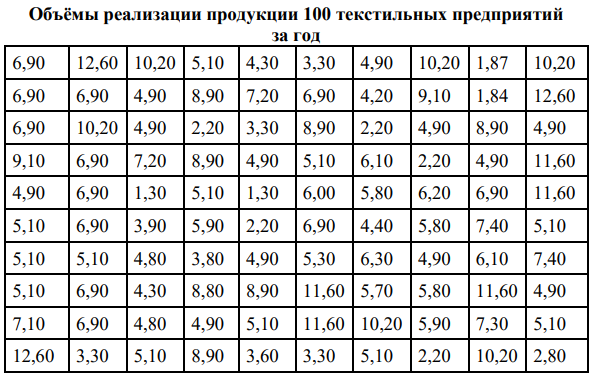 Объёмы реализации продукции 100 текстильных предприятий
за год
6,90 12,60 10,20 5,10 4,30 3,30 4,90 10,20 1,87 10,20
6,90 6,90 4,90 8,90 7,20 6,90 4,20 9,10 1,84 12,60
6,90 10,20 4,90 2,20 3,30 8,90 2,20 4,90 8,90 4,90
9,10 6,90 7,20 8,90 4,90 5,10 6,10 2,20 4,90 11,60
4,90 6,90 1,30 5,10 1,30 6,00 5,80 6,20 6,90 11,60
5,10 6,90 3,90 5,90 2,20 6,90 4,40 5,80 7,40 5,10
5,10 5,10 4,80 3,80 4,90 5,30 6,30 4,90 6,10 7,40
5,10 6,90 4,30 8,80 8,90 11,60 5,70 5,80 11,60 4,90
7,10 6,90 4,80 4,90 5,10 11,60 10,20 5,90 7,30 5,10
12,60 3,30 5,10 8,90 3,60 3,30 5,10 2,20 10,20 2,80